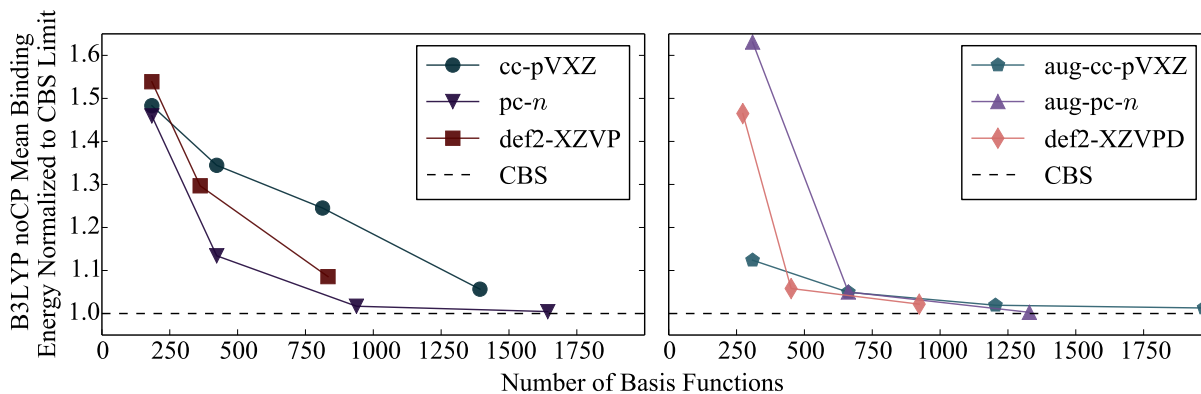 B3LYP noCP Mean Binding
Energy Normalized to CBS Limit
1.6
1.5
1.4
1.3
1.2
1.1
1.0
cc-pVXZ
pc-n
def2-XZVP
CBS
0 250 500 750 1000 1250 1500 1750
aug-cc-pVXZ
aug-pc-n
def2-XZVPD
CBS
0 250 500 750 1000 1250 1500 1750
Number of Basis Functions